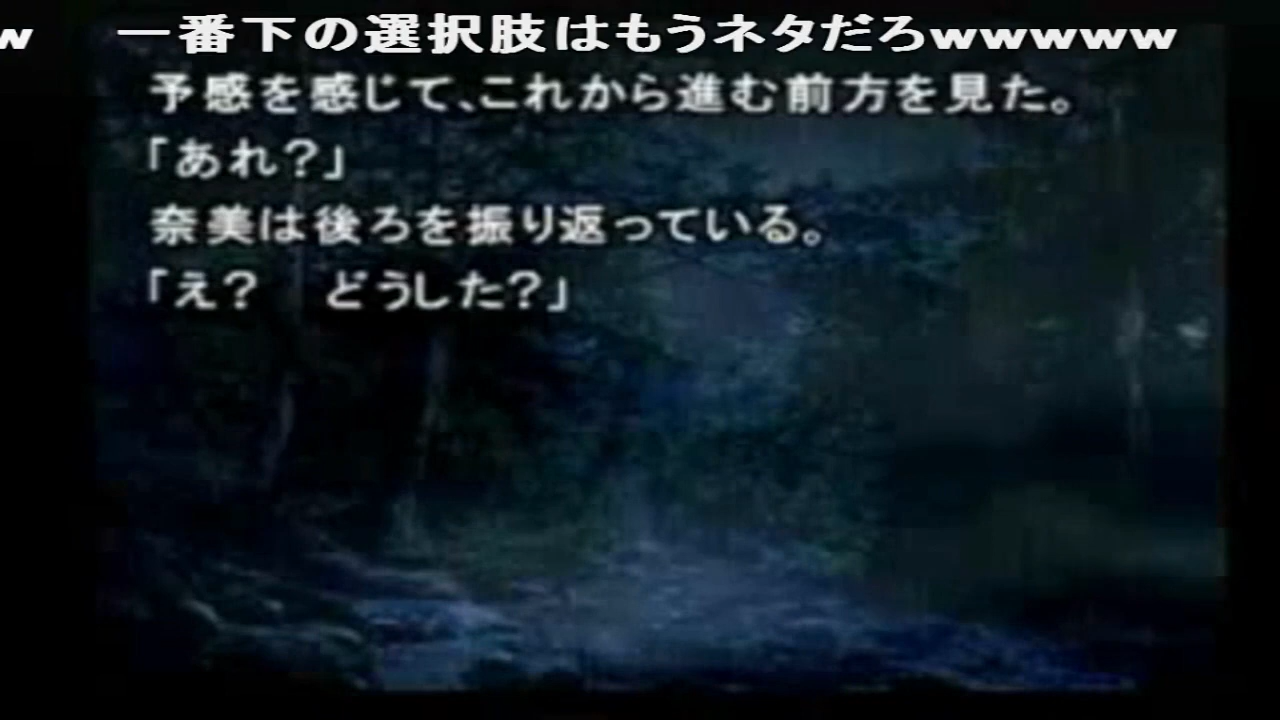 w 一番下の選択肢はもうネタだろwwwwww
予感を感じて、これから進む前方を見た。
「あれ？」
奈美は後ろを振り返っている。
「え？　どうした？」